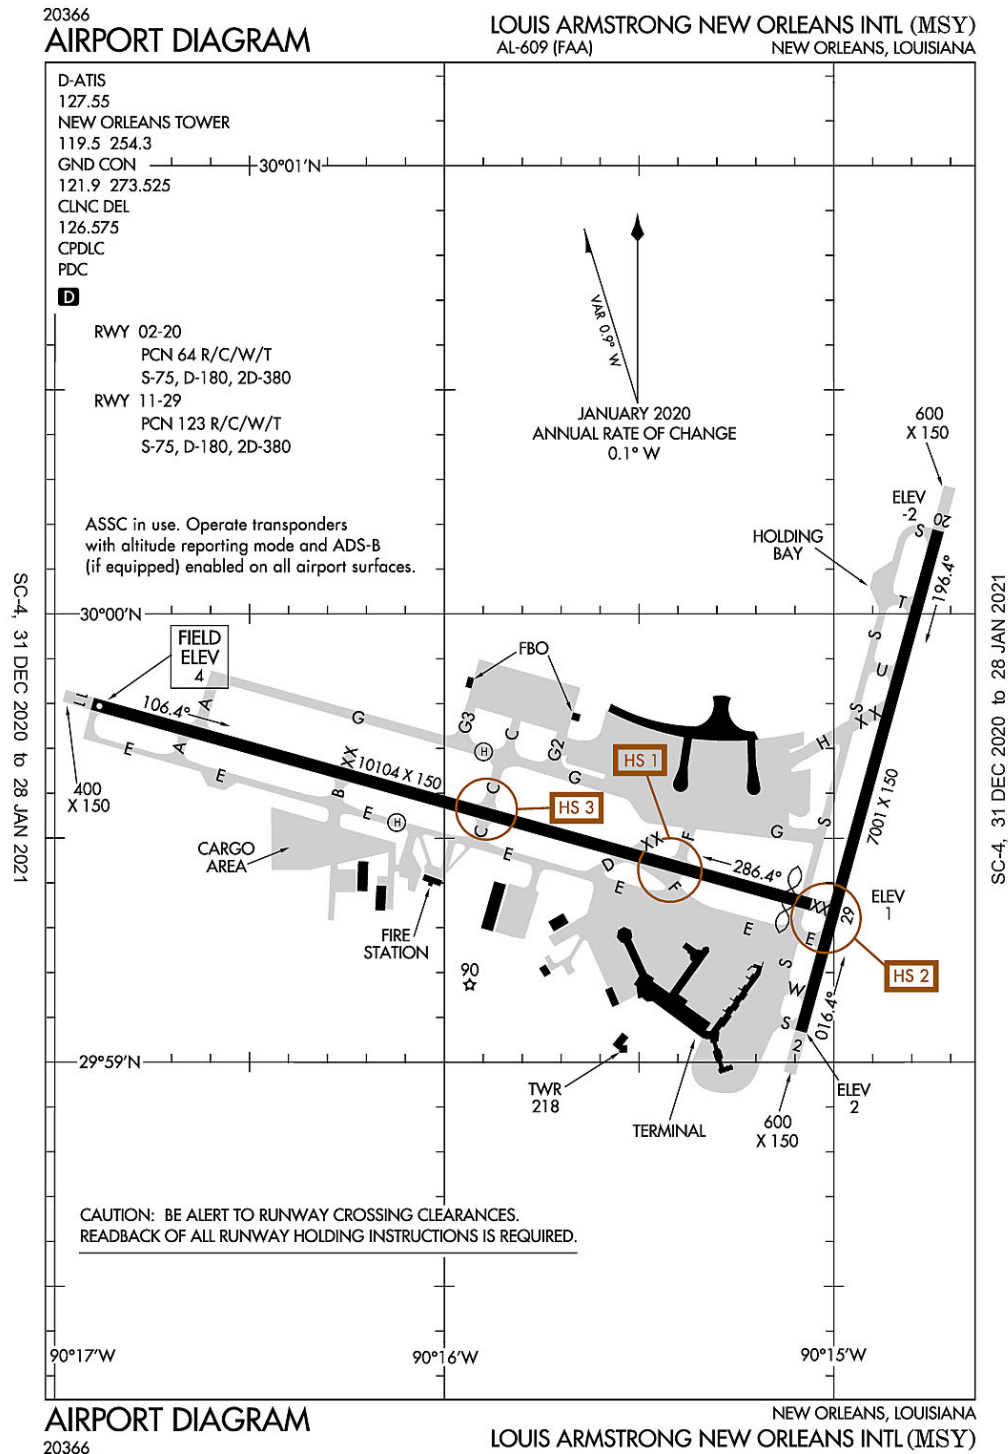 20366
AIRPORT DIAGRAM
LOUIS ARMSTRONG NEW ORLEANS INTL (MSY)
AL-609 (FAA)
NEW ORLEANS, LOUISIANA
D-ATIS
127.55
NEW ORLEANS TOWER
119.5 254.3
GND CON
121.9 273.525
CLNC DEL
126.575
CPDLC
PDC
D
30°01'N
RWY 02-20
PCN 64 R/C/W/T
S-75, D-180, 2D-380
RWY 11-29
PCN 123 R/C/W/T
S-75, D-180, 2D-380
VAR 0.9° W
JANUARY 2020
ANNUAL RATE OF CHANGE
0.1° W
600
X 150
ELEV
-2
20
S
HOLDING
BAY
196.4°
T
S
U
S
XX
H
S
ASSC in use. Operate transponders
with altitude reporting mode and ADS-B
(if equipped) enabled on all airport surfaces.
30°00'N
FIELD
ELEV
4
FBO
11
106.4°
A
G
G3
C
G2
G
H
HS 1
E
A
E
XX
10104 X 150
C
HS 3
400
X 150
B
E
H
C
E
D
XX
F
G
7001 X 150
CARGO
AREA
E
F
286.4°
E
XX
29
ELEV
1
E
HS 2
FIRE
STATION
90
S
W
S
016.4°
2
29°59'N
TWR
218
TERMINAL
ELEV
2
600
X 150
CAUTION: BE ALERT TO RUNWAY CROSSING CLEARANCES.
READBACK OF ALL RUNWAY HOLDING INSTRUCTIONS IS REQUIRED.
90°17'W
90°16'W
90°15'W
SC-4, 31 DEC 2020 to 28 JAN 2021
SC-4, 31 DEC 2020 to 28 JAN 2021
AIRPORT DIAGRAM
20366
NEW ORLEANS, LOUISIANA
LOUIS ARMSTRONG NEW ORLEANS INTL (MSY)